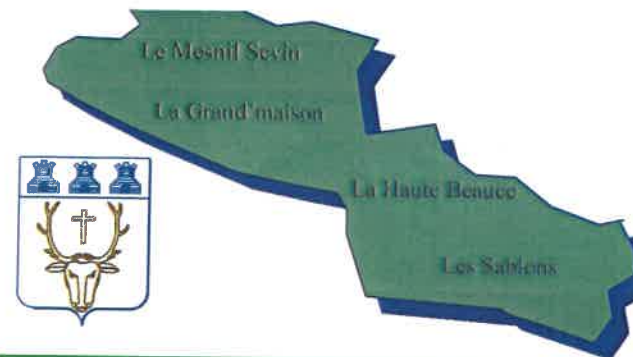 Le Mesnil Sevin
La Grand'maison
La Haute Beauce
Les Sablons